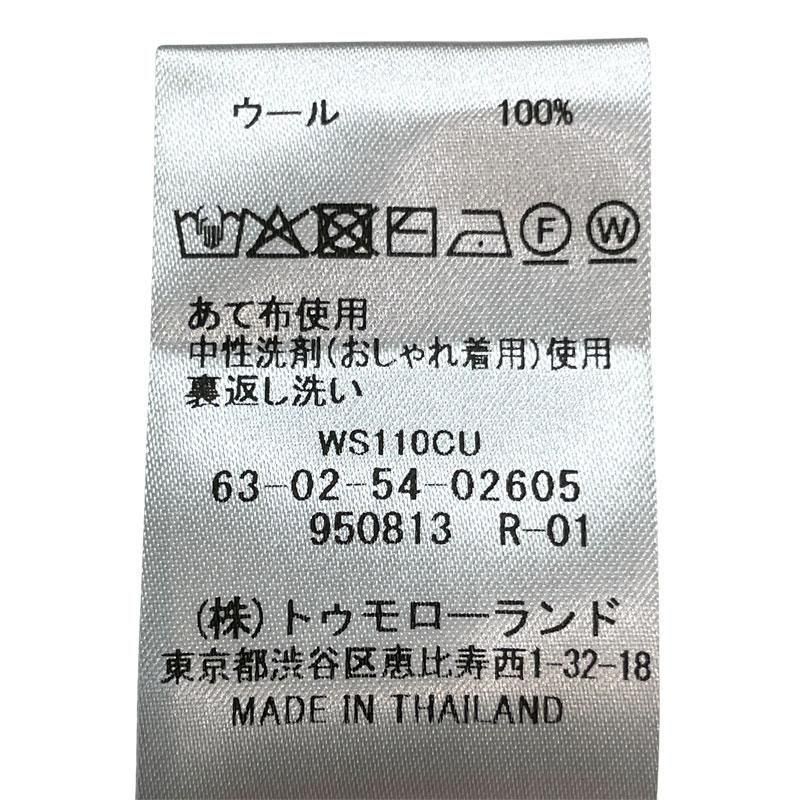 ウール 100%
F W
あて布使用
中性洗剤(おしゃれ着用)使用
裏返し洗い
WS110CU
63-02-54-02605
950813 R-01
(株)トゥモローランド
東京都渋谷区恵比寿西1-32-18
MADE IN THAILAND